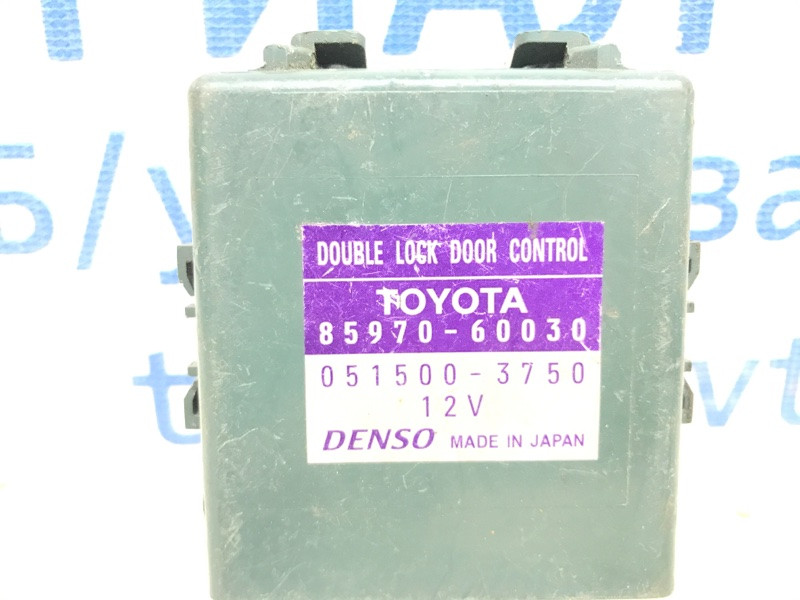 DOUBLE LOCK DOOR CONTROL
TOYOTA
85970-60030
051500-3750
12V
DENSO MADE IN JAPAN